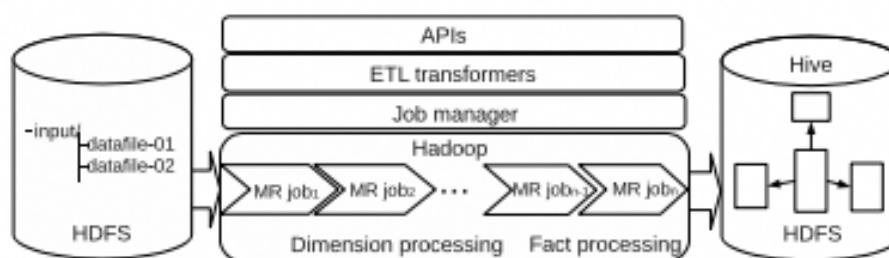 APIs
ETL transformers
Job manager
Hadoop
-input/
datafile-01
datafile-02
HDFS
MR job1
MR job2
...
MR jobn-1
MR jobn
Dimension processing
Fact processing
Hive
HDFS